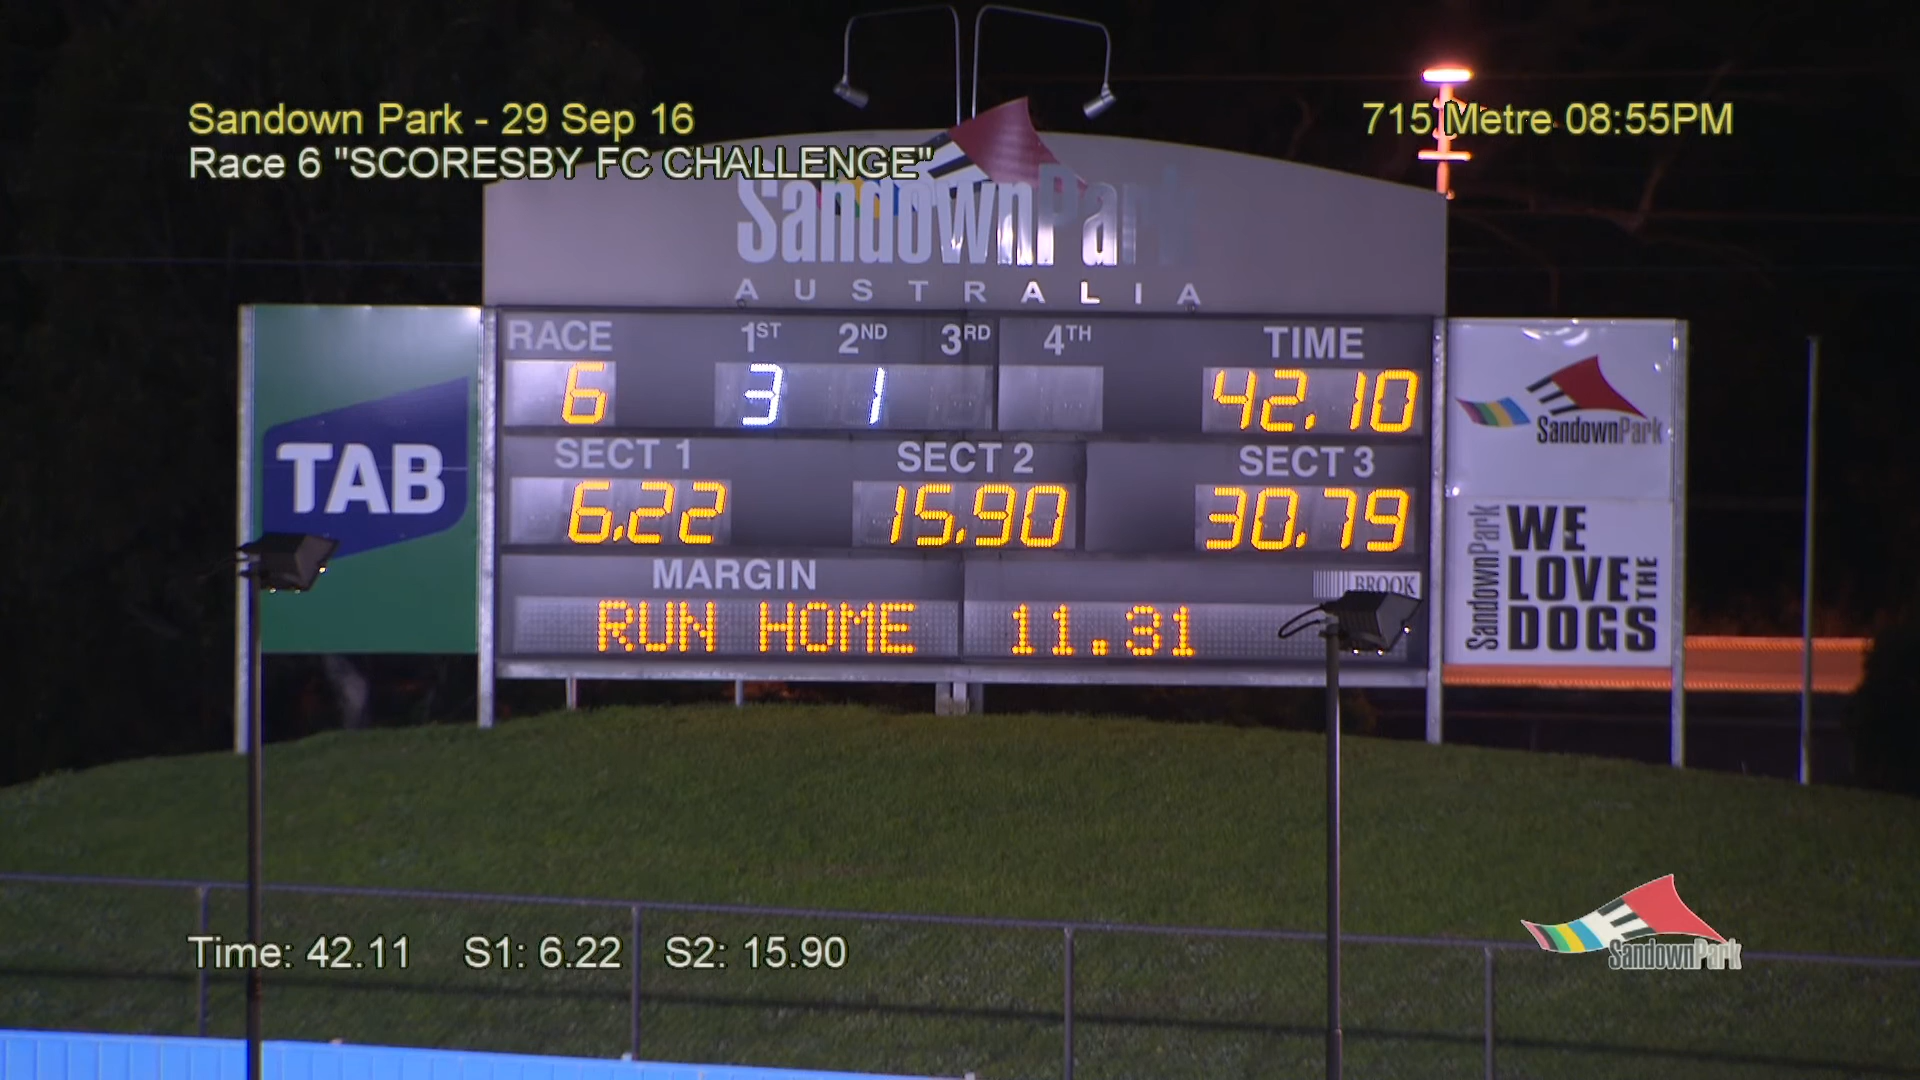 Sandown Park - 29 Sep 16
715 Metre 08:55PM
Race 6 "SCORESBY FC CHALLENGE"
SandownPark
AUSTRALIA
RACE 1ST 2ND 3RD 4TH TIME
6 3 1 42.10
SECT 1 SECT 2 SECT 3
6.22 15.90 30.79
MARGIN
BROOK
RUN HOME 11.31
TAB
SandownPark
SandownPark
WE
LOVE THE
DOGS
Time: 42.11 S1: 6.22 S2: 15.90
SandownPark